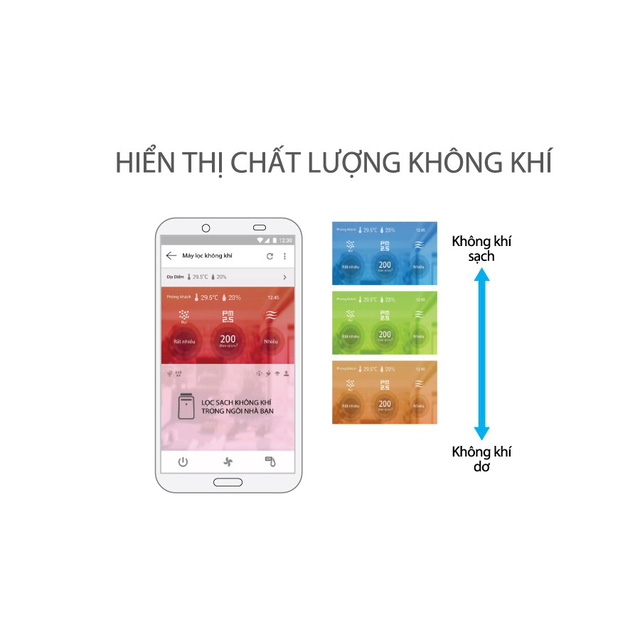 HIỂN THỊ CHẤT LƯỢNG KHÔNG KHÍ
12:30
Máy lọc không khí
Địa Điểm 29.5℃ 20%
Phòng khách 29.5℃ 20% 12:45
PM
2.5
Rất nhiều 200 Nhiều
LỌC SẠCH KHÔNG KHÍ
TRONG NGÔI NHÀ BẠN
Phòng khách 29.5℃ 20% 12:45
PM
2.5
Rất nhiều 200 Nhiều
Phòng khách 29.5℃ 20% 12:45
PM
2.5
Rất nhiều 200 Nhiều
Phòng khách 29.5℃ 20% 12:45
PM
2.5
Rất nhiều 200 Nhiều
Không khí
sạch
Không khí
dơ